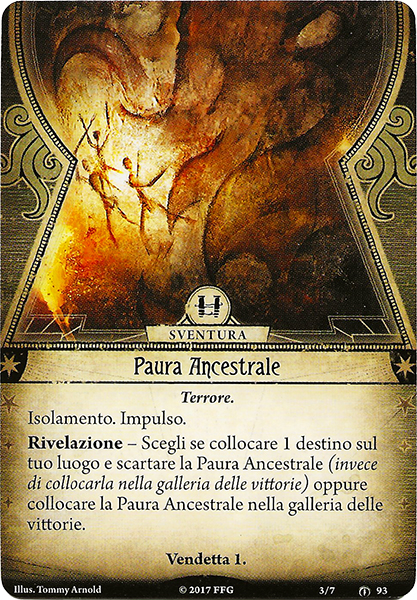 SVENTURA
Paura Ancestrale
Terrore.
Isolamento. Impulso.
Rivelazione – Scegli se collocare 1 destino sul
tuo luogo e scartare la Paura Ancestrale (invece
di collocarla nella galleria delle vittorie) oppure
collocare la Paura Ancestrale nella galleria delle
vittorie.
Vendetta 1.
Illus. Tommy Arnold © 2017 FFG 3/7 93